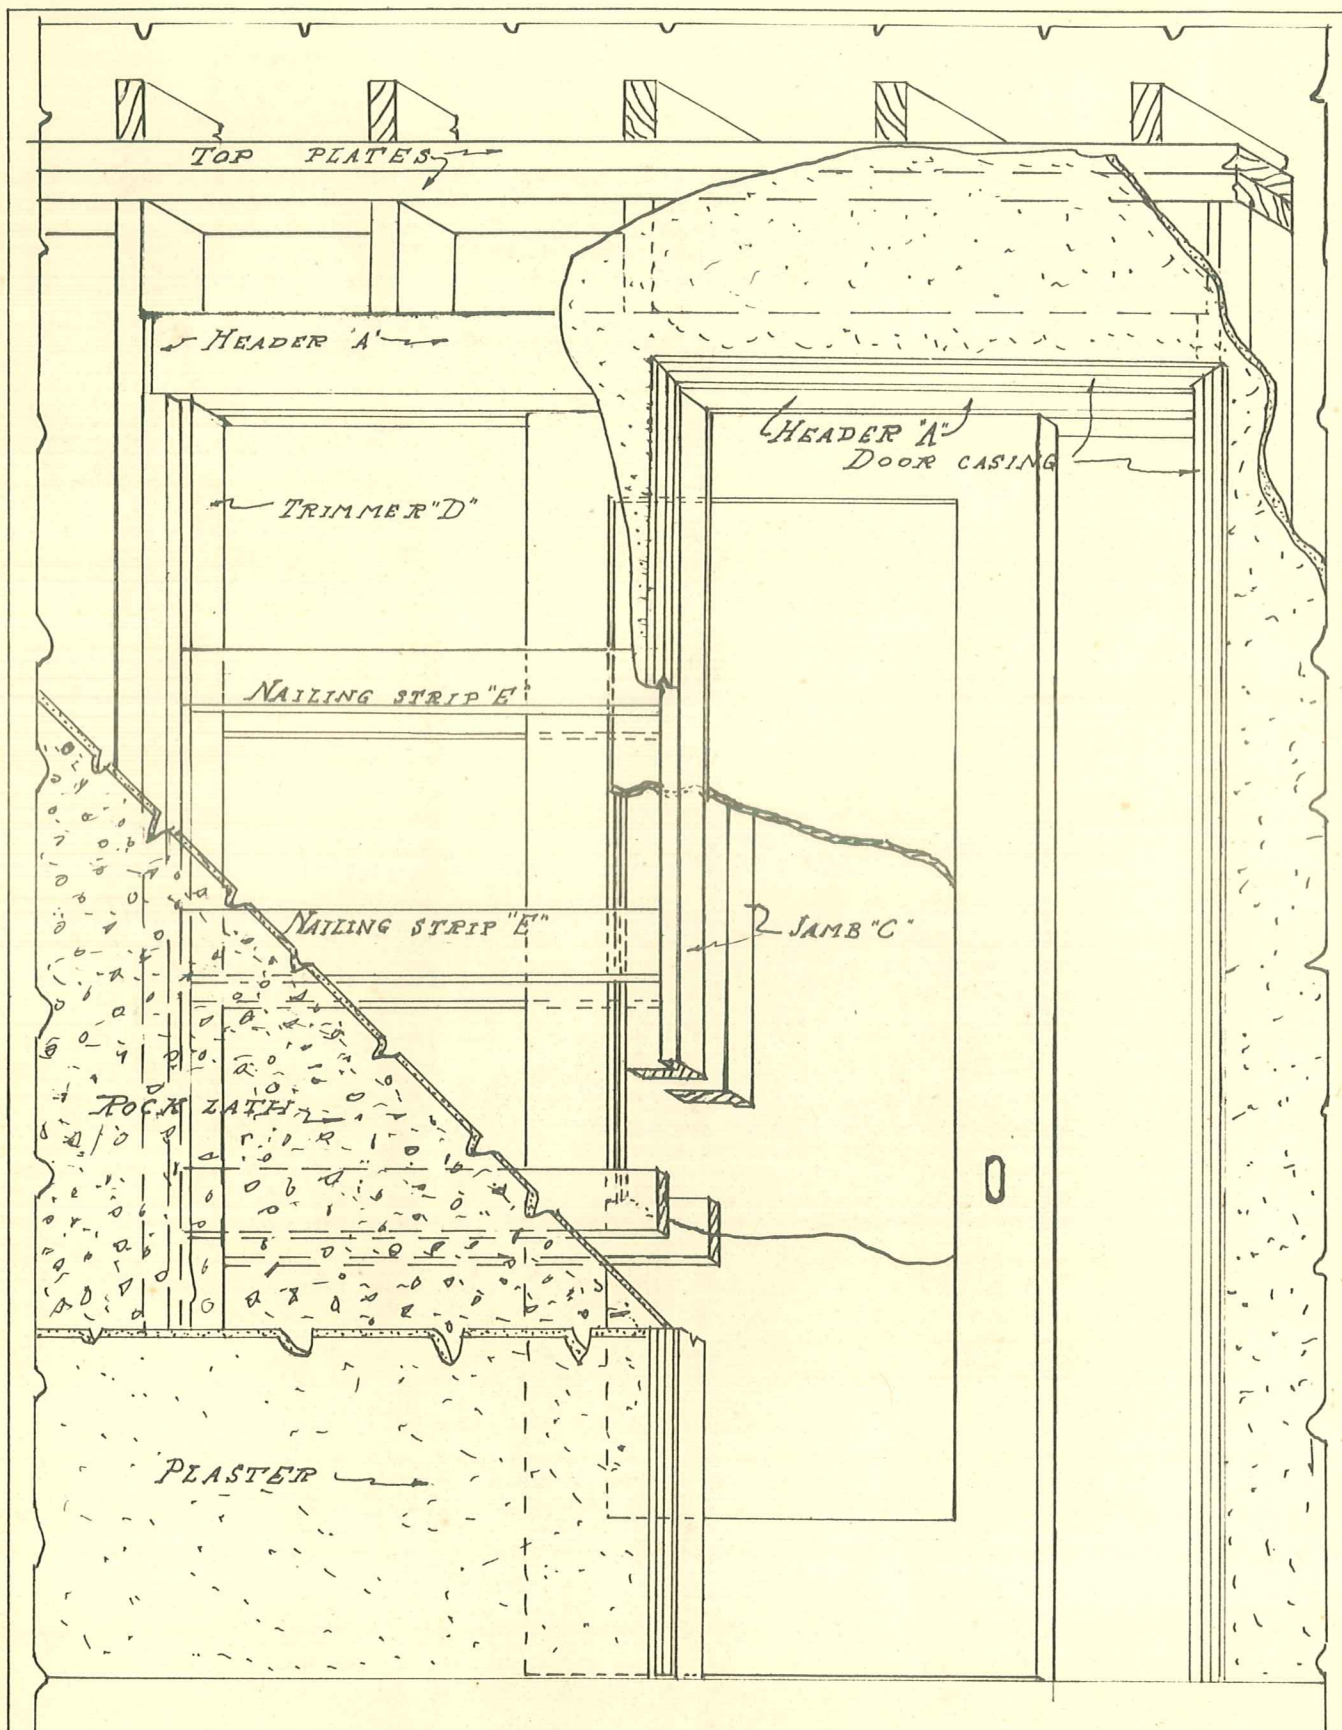 TOP PLATES
HEADER 'A'
HEADER "A"
DOOR CASING
TRIMMER "D"
NAILING STRIP "E"
NAILING STRIP "E"
JAMB "C"
ROCK LATH
PLASTER